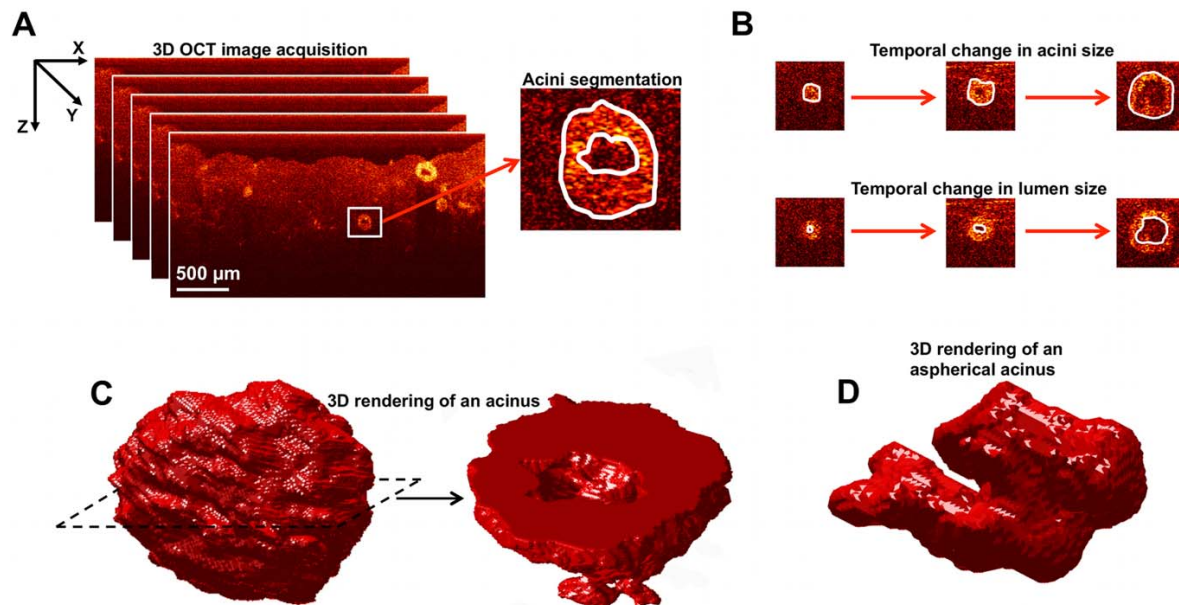 A
3D OCT image acquisition
X
Y
Z
500 µm
Acini segmentation
B
Temporal change in acini size
Temporal change in lumen size
C
3D rendering of an acinus
3D rendering of an
aspherical acinus
D